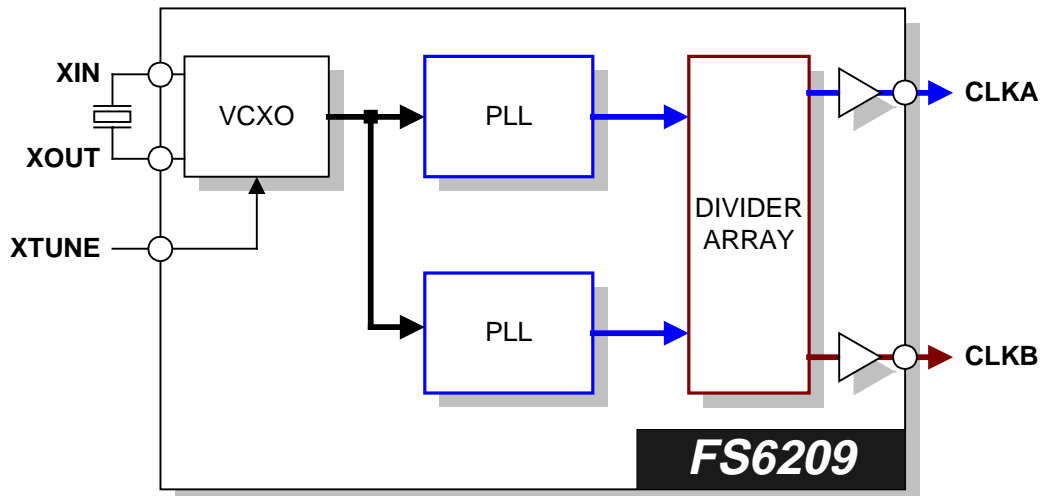 XIN
XOUT
XTUNE
VCXO
PLL
PLL
DIVIDER
ARRAY
CLKA
CLKB
FS6209